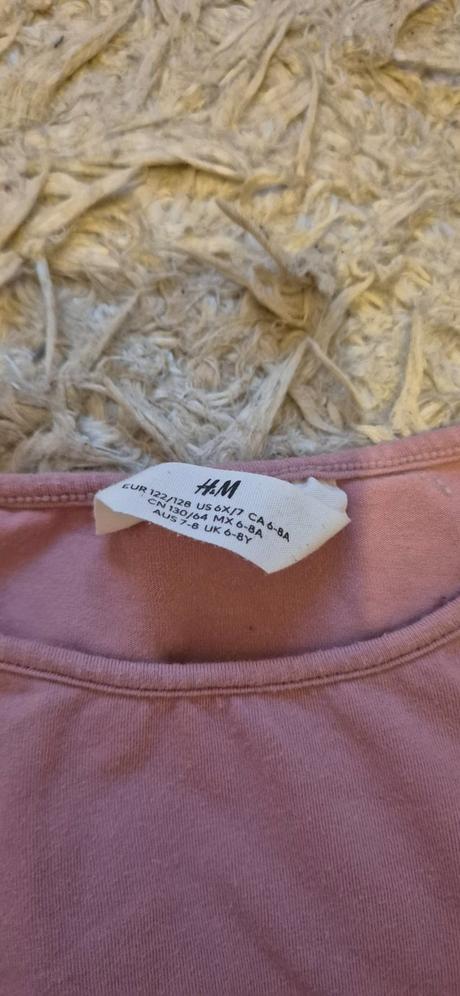 H&M
EUR 122/128 US 6X/7 CA 6-8A
CN 130/64 MX 6-8A
AUS 7-8 UK 6-8Y